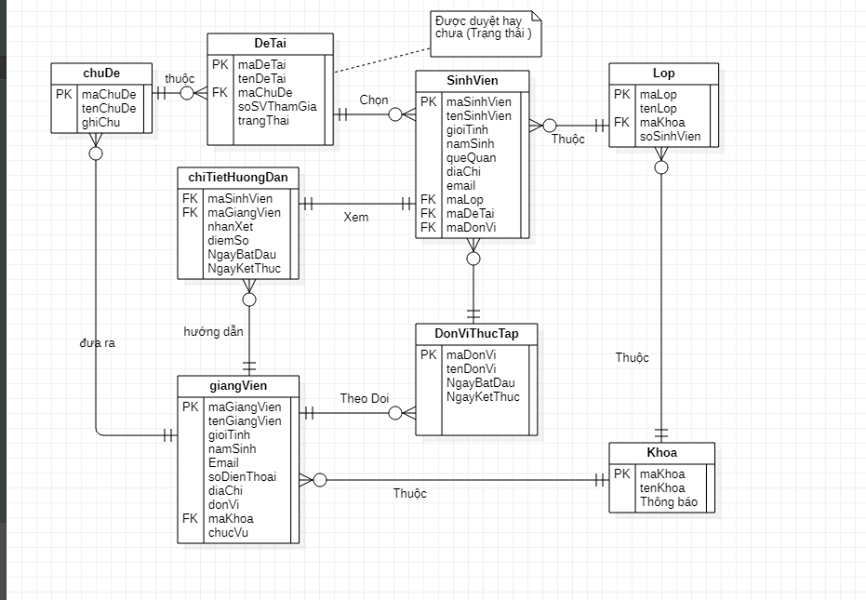 Được duyệt hay
chưa (Trạng thải )
DeTai
PK maDeTai
tenDeTai
FK maChuDe
soSVThamGia
trangThai
chuDe
PK maChuDe
tenChuDe
ghiChu
thuộc
SinhVien
PK maSinhVien
tenSinhVien
gioiTinh
namSinh
queQuan
diaChi
email
FK maLop
FK maDeTai
FK maDonVi
Chọn
Lop
PK maLop
tenLop
FK maKhoa
soSinhVien
Thuộc
chiTietHuongDan
FK maSinhVien
FK maGiangVien
nhanXet
diemSo
NgayBatDau
NgayKetThuc
Xem
hướng dẫn
đưa ra
DonViThucTap
PK maDonVi
tenDonVi
NgayBatDau
NgayKetThuc
Thuộc
giangVien
PK maGiangVien
tenGiangVien
gioiTinh
namSinh
Email
soDienThoai
diaChi
donVi
FK maKhoa
chucVu
Theo Doi
Khoa
PK maKhoa
tenKhoa
Thông báo
Thuộc